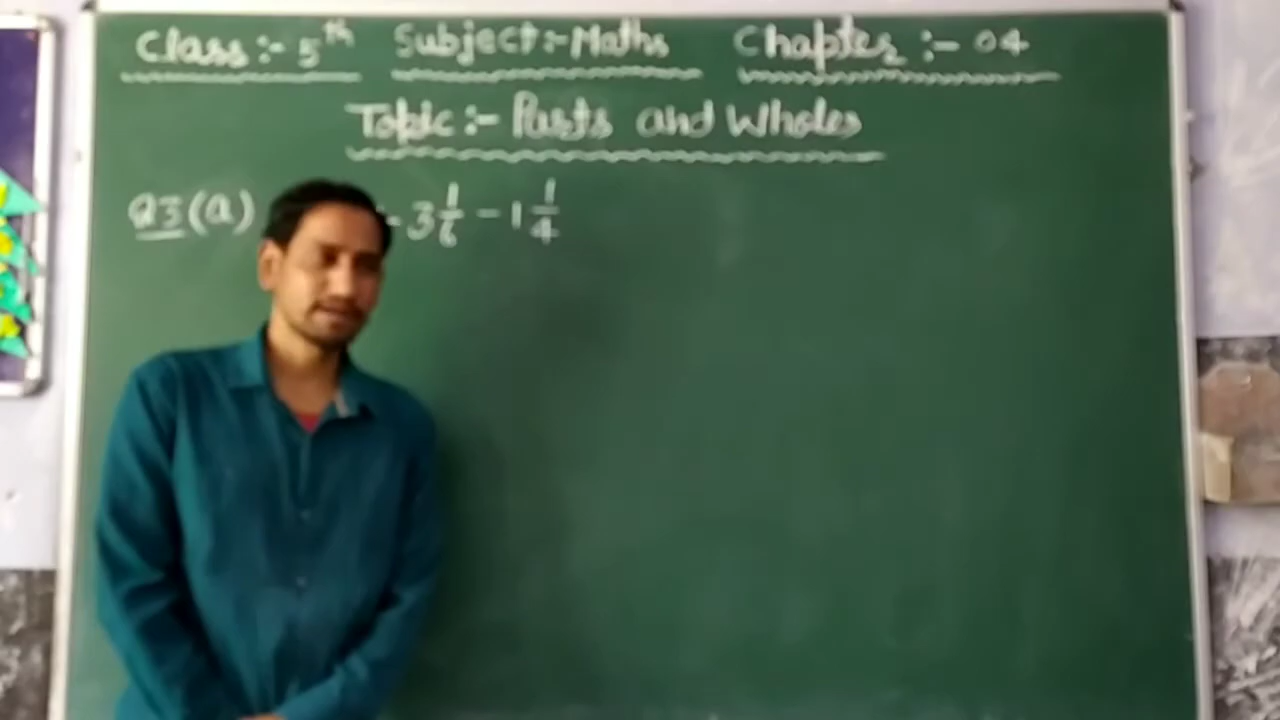 Class :- 5th Subject :- Maths Chapter :- 04
Topic :- Parts and Wholes
Q3 (a) - 3 1/6 - 1 1/4